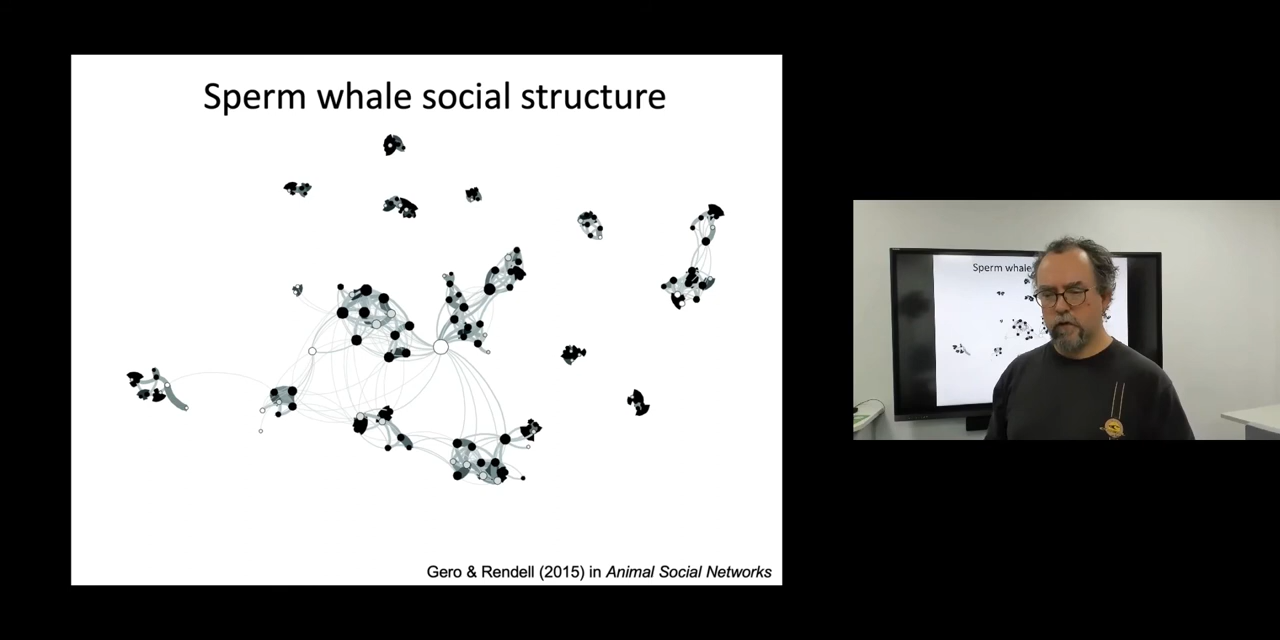 Sperm whale social structure
Gero & Rendell (2015) in Animal Social Networks
Sperm whale